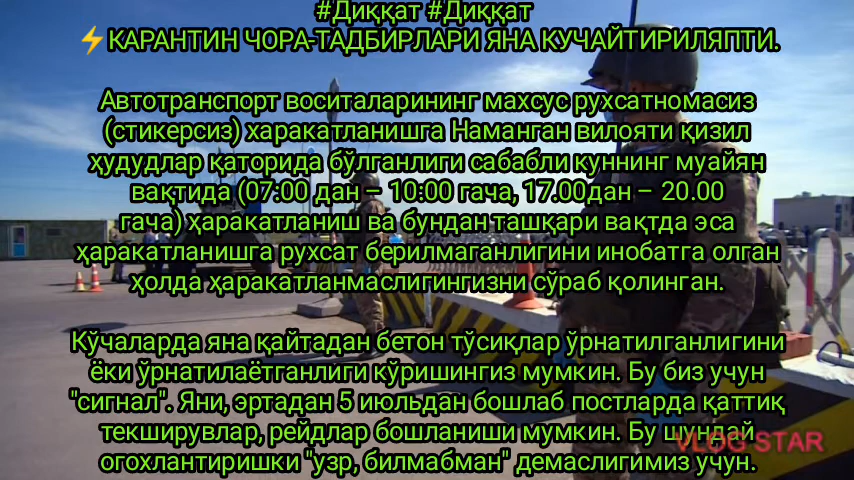 #Диққат #Диққат
⚡КАРАНТИН ЧОРА-ТАДБИРЛАРИ ЯНА КУЧАЙТИРИЛЯПТИ.
Автотранспорт воситаларининг махсус рухсатномасиз
(стикерсиз) харакатланишга Наманган вилояти қизил
ҳудудлар қаторида бўлганлиги сабабли куннинг муайян
вақтида (07:00 дан – 10:00 гача, 17.00дан – 20.00
гача) ҳаракатланиш ва бундан ташқари вақтда эса
ҳаракатланишга рухсат берилмаганлигини инобатга олган
ҳолда ҳаракатланмаслигингизни сўраб қолинган.
Кўчаларда яна қайтадан бетон тўсиқлар ўрнатилганлигини
ёки ўрнатилаётганлиги кўришингиз мумкин. Бу биз учун
"сигнал". Яни, эртадан 5 июльдан бошлаб постларда қаттиқ
текширувлар, рейдлар бошланиши мумкин. Бу шундай
огохлантиришки "узр, билмабман" демаслигимиз учун.
VLOG STAR